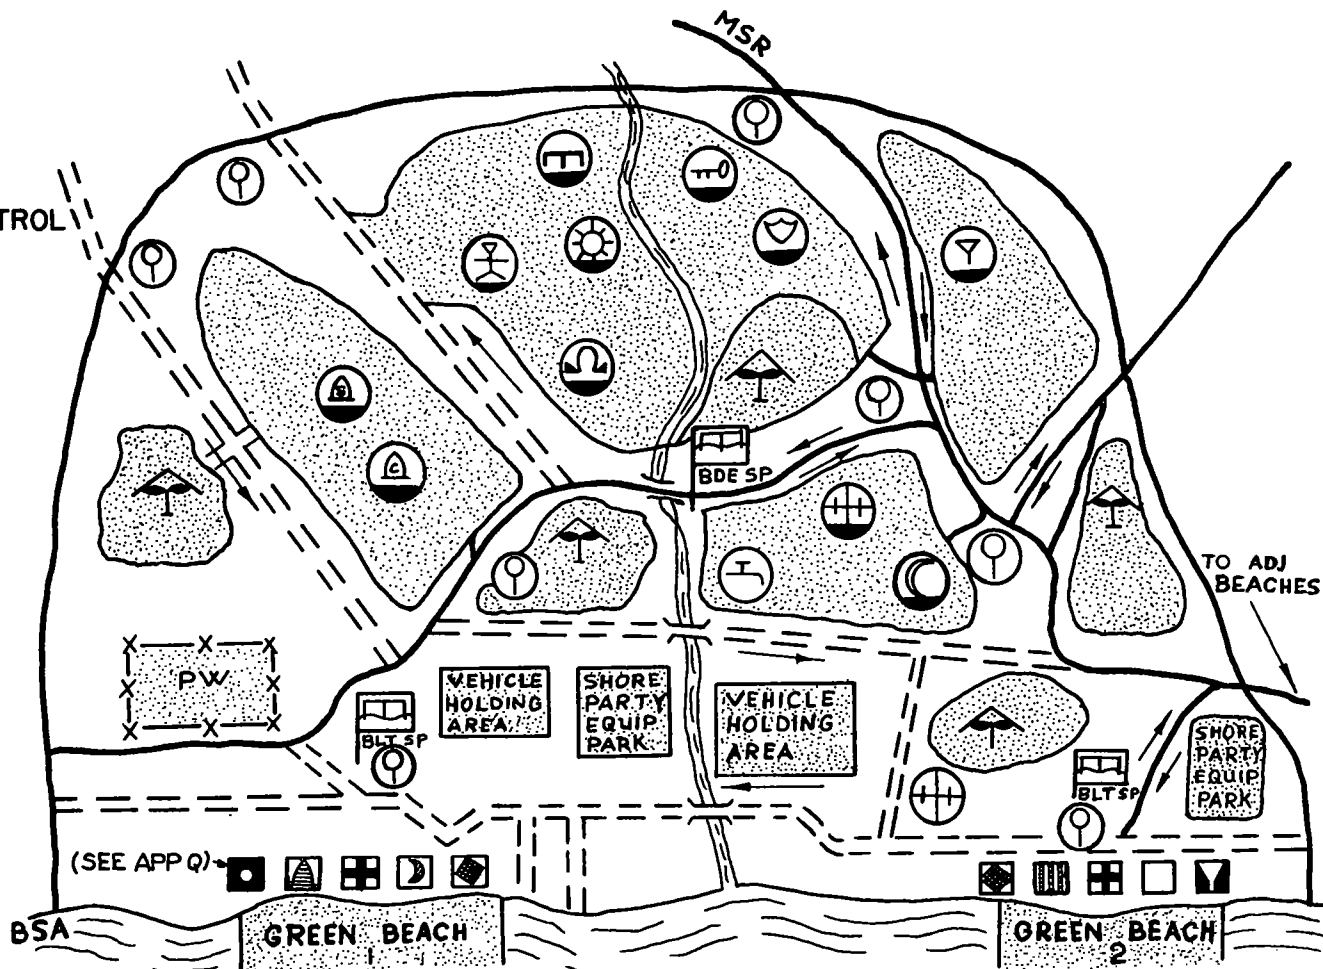 MSR
TROL
S
C
BDE SP
TO ADJ
BEACHES
PW
VEHICLE
HOLDING
AREA
SHORE
PARTY
EQUIP
PARK
VEHICLE
HOLDING
AREA
BLT SP
BLT SP
SHORE
PARTY
EQUIP
PARK
(SEE APP Q)
BSA
GREEN BEACH
1
GREEN BEACH
2